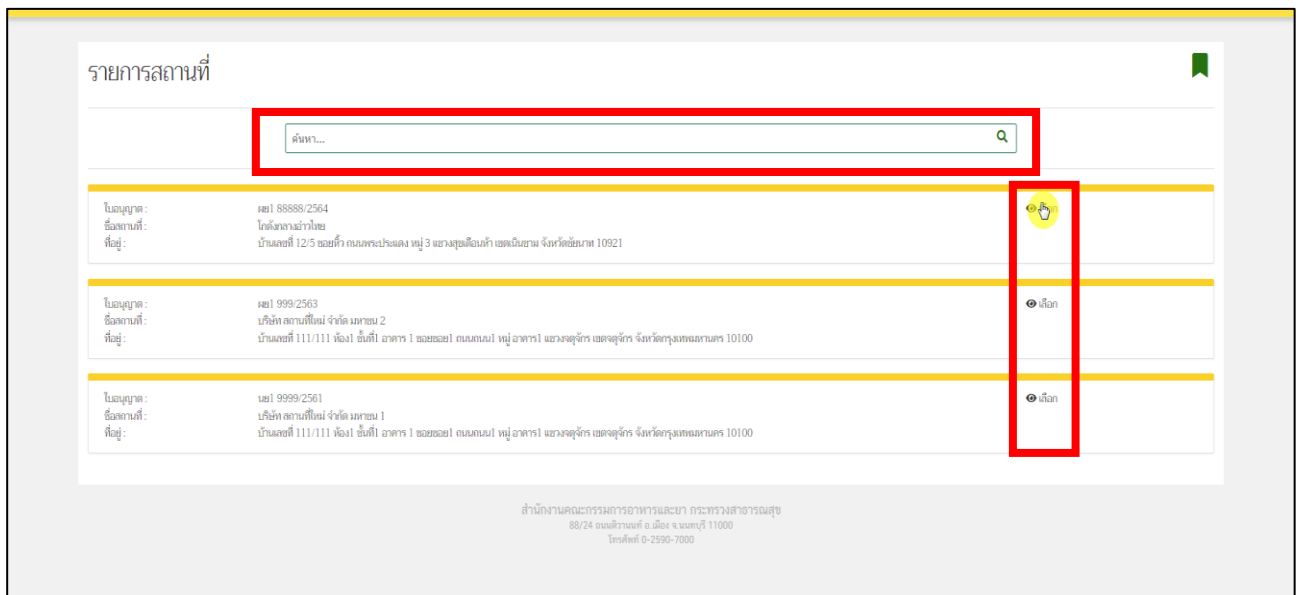 รายการสถานที่
ค้นหา...
ใบอนุญาต : ผย1 88888/2564
ชื่อสถานที่ : โกดังกลางอ่าวไทย
ที่อยู่ : บ้านเลขที่ 12/5 ซอยหิ้ว ถนนพระประแดง หมู่ 3 แขวงสุขเดือนห้า เขตเนินขาม จังหวัดชัยนาท 10921
ใบอนุญาต : ผย1 999/2563
เลือก
ชื่อสถานที่ : บริษัท สถานที่ใหม่ จำกัด มหาชน 2
ที่อยู่ : บ้านเลขที่ 111/111 ห้อง1 ชั้นที่1 อาคาร 1 ซอยซอย1 ถนนถนน1 หมู่ อาคาร1 แขวงจตุจักร เขตจตุจักร จังหวัดกรุงเทพมหานคร 10100
ใบอนุญาต : นย1 9999/2561
เลือก
ชื่อสถานที่ : บริษัท สถานที่ใหม่ จำกัด มหาชน 1
ที่อยู่ : บ้านเลขที่ 111/111 ห้อง1 ชั้นที่1 อาคาร 1 ซอยซอย1 ถนนถนน1 หมู่ อาคาร1 แขวงจตุจักร เขตจตุจักร จังหวัดกรุงเทพมหานคร 10100
สำนักงานคณะกรรมการอาหารและยา กระทรวงสาธารณสุข
88/24 ถนนติวานนท์ อ.เมือง จ.นนทบุรี 11000
โทรศัพท์ 0-2590-7000